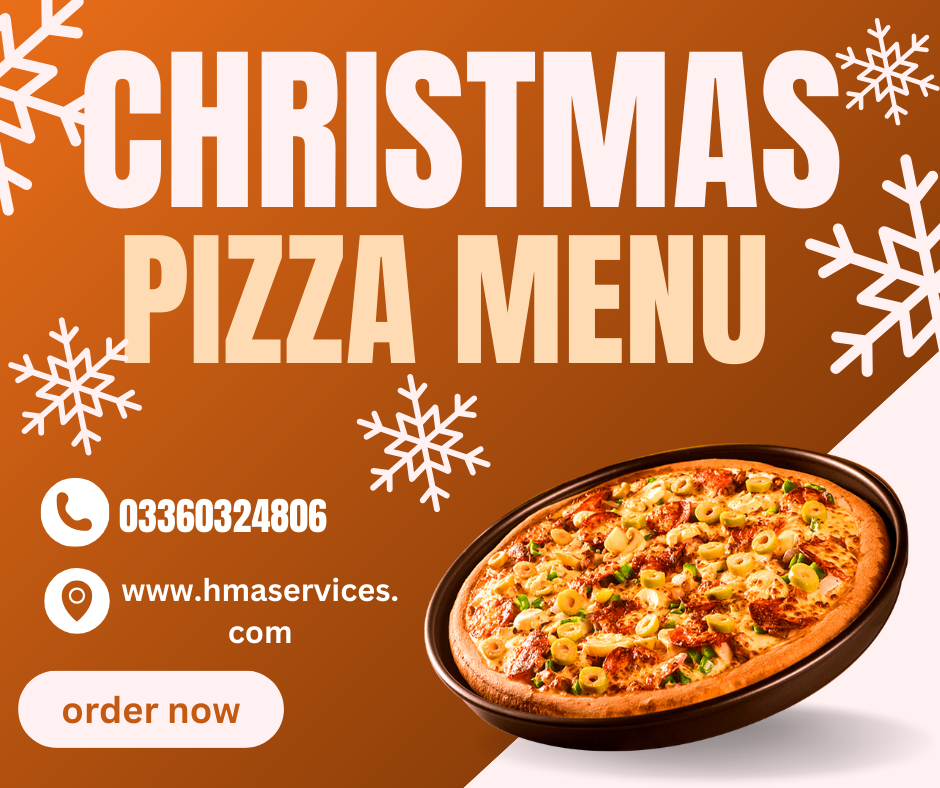 CHRISTMAS
PIZZA MENU
03360324806
www.hmaservices.
com
order now